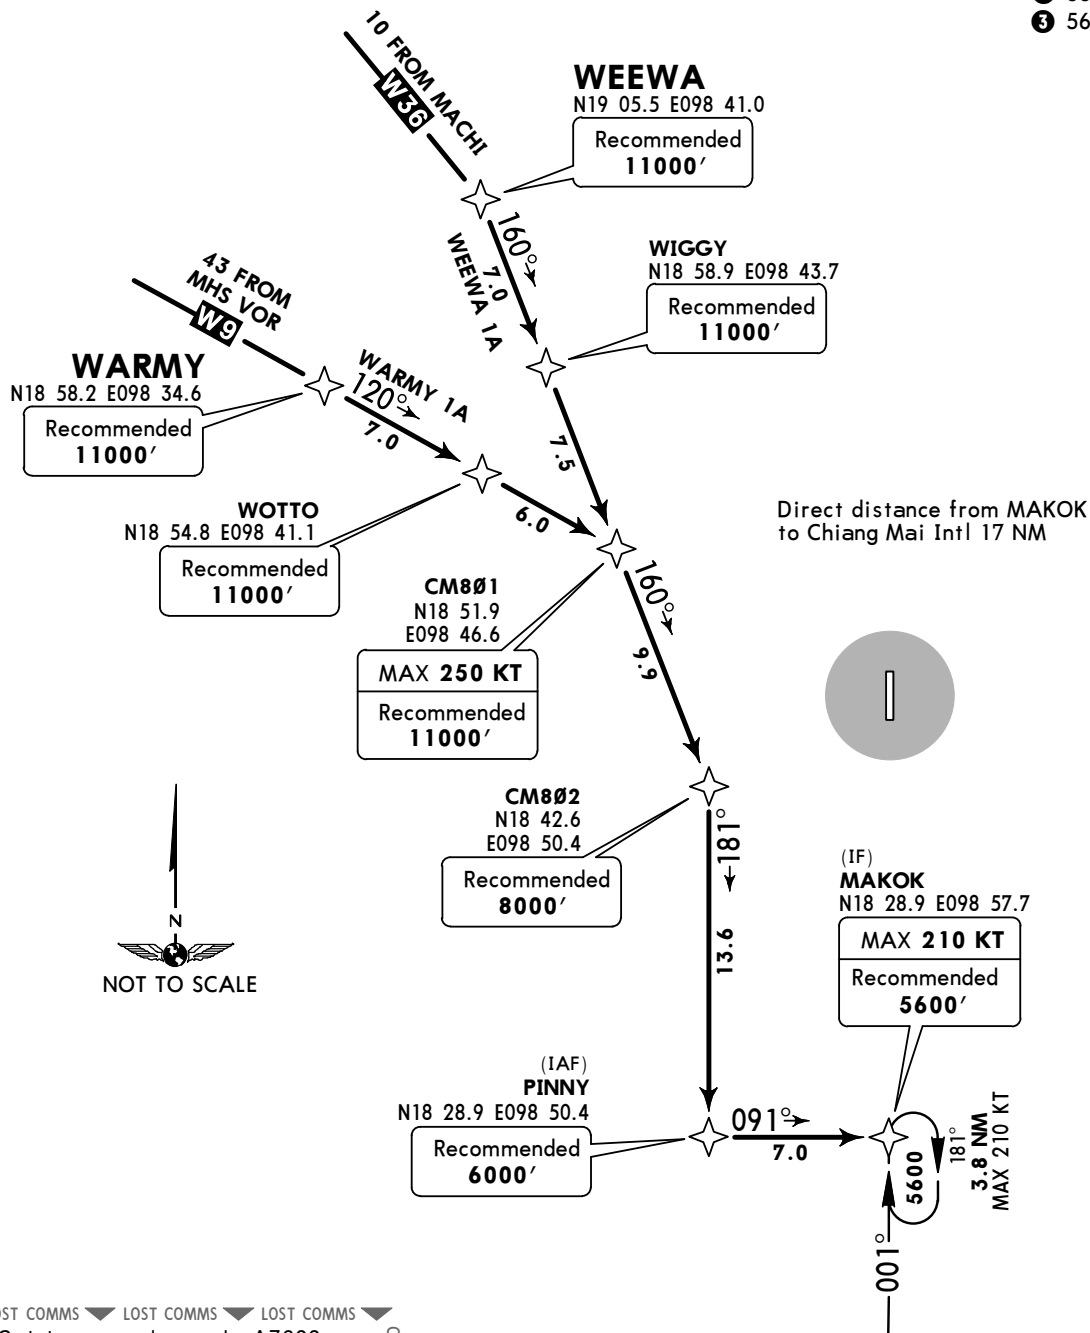 ❸ 56
10 FROM MACHI
W36
WEEWA
N19 05.5 E098 41.0
Recommended
11000′
160°
7.0
WEEWA 1A
WIGGY
N18 58.9 E098 43.7
Recommended
11000′
43 FROM
MHS VOR
W9
WARMY
N18 58.2 E098 34.6
Recommended
11000′
WARMY 1A
120°
7.0
7.5
WOTTO
N18 54.8 E098 41.1
Recommended
11000′
6.0
Direct distance from MAKOK
to Chiang Mai Intl 17 NM
CM8Ø1
N18 51.9
E098 46.6
MAX 250 KT
Recommended
11000′
160°
9.9
CM8Ø2
N18 42.6
E098 50.4
Recommended
8000′
181°
13.6
(IF)
MAKOK
N18 28.9 E098 57.7
MAX 210 KT
Recommended
5600′
N
NOT TO SCALE
(IAF)
PINNY
N18 28.9 E098 50.4
Recommended
6000′
091°
7.0
5600
181°
3.8 NM
MAX 210 KT
001°
OST COMMS LOST COMMS LOST COMMS